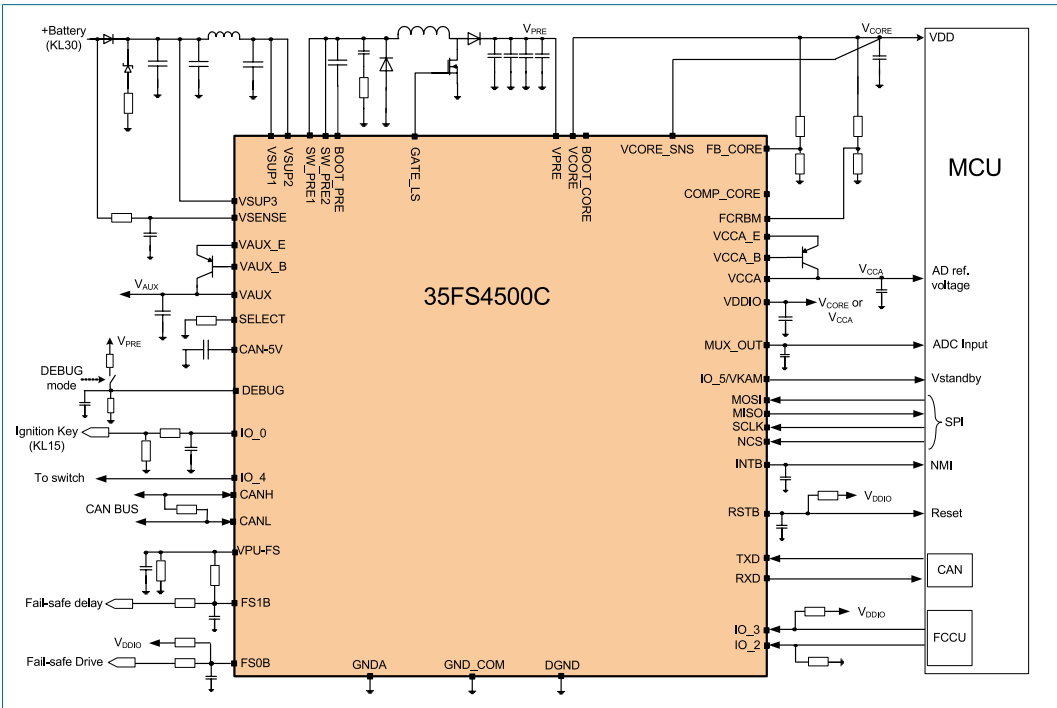 +Battery
(KL30)
VPRE
VCORE
VDD
MCU
VSUP1
VSUP2
SW_PRE1
SW_PRE2
BOOT_PRE
GATE_LS
VPRE
VCORE
BOOT_CORE
VCORE_SNS
FB_CORE
COMP_CORE
FCRBM
VCCA_E
VCCA_B
VCCA
VCCA
AD ref.
voltage
VDDIO
VCORE or
VCCA
MUX_OUT
ADC Input
IO_5/VKAM
Vstandby
MOSI
MISO
SCLK
NCS
SPI
INTB
NMI
VDDIO
RSTB
Reset
TXD
RXD
CAN
VDDIO
IO_3
IO_2
FCCU
35FS4500C
VSUP3
VSENSE
VAUX_E
VAUX_B
VAUX
VAUX
SELECT
CAN-5V
VPRE
DEBUG
mode
DEBUG
Ignition Key
(KL15)
IO_0
To switch
IO_4
CANH
CAN BUS
CANL
VPU-FS
Fail-safe delay
FS1B
VDDIO
Fail-safe Drive
FS0B
GNDA
GND_COM
DGND